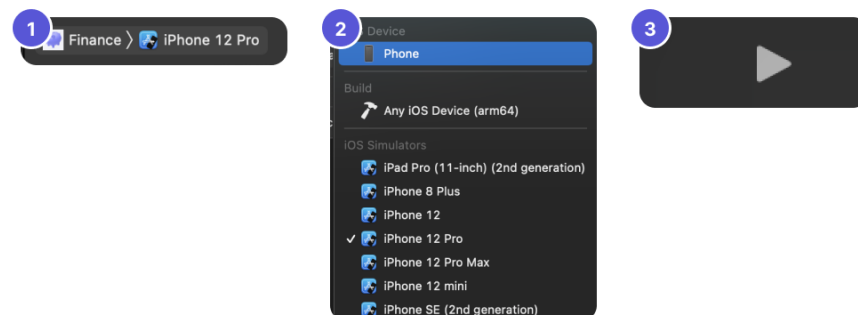 1
Finance 〉 iPhone 12 Pro
2
Device
Phone
Build
Any iOS Device (arm64)
iOS Simulators
iPad Pro (11-inch) (2nd generation)
iPhone 8 Plus
iPhone 12
✓ iPhone 12 Pro
iPhone 12 Pro Max
iPhone 12 mini
iPhone SE (2nd generation)
3